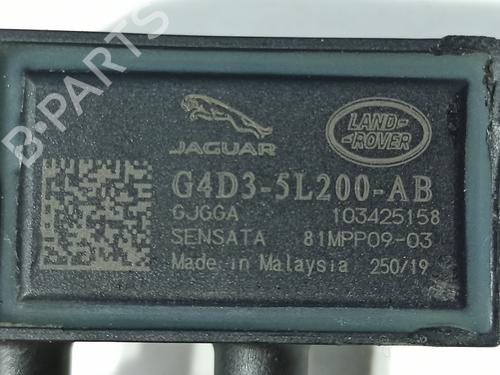 B-PARTS
JAGUAR
LAND-
-ROVER
G4D3-5L200-AB
GJGGA 103425158
SENSATA 81MPP09-03
Made in Malaysia 250/19